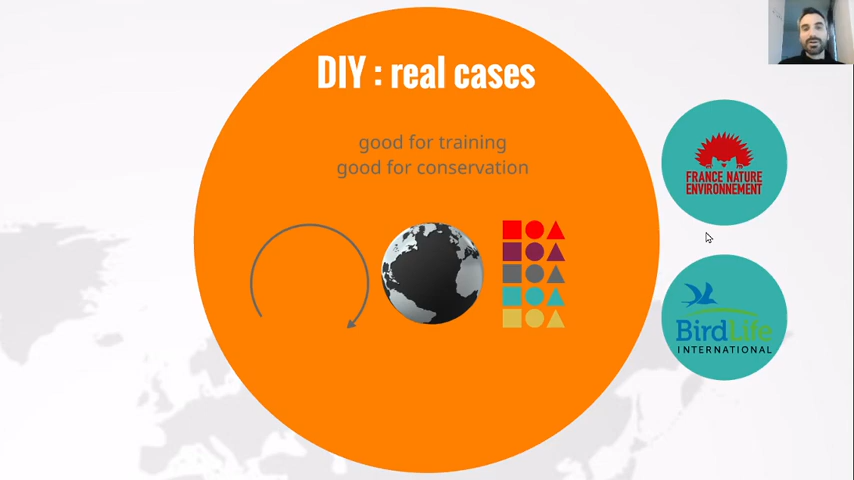 DIY : real cases
good for training
good for conservation
FRANCE NATURE
ENVIRONNEMENT
BirdLife
INTERNATIONAL